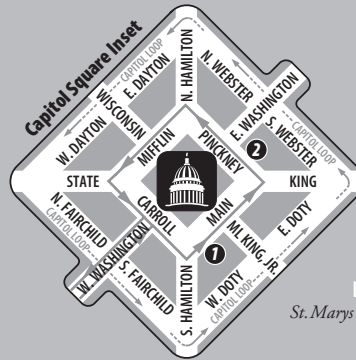 Capitol Square Inset
CAPITOL LOOP
E. DAYTON
N. HAMILTON
N. WEBSTER
WISCONSIN
E. WASHINGTON
W. DAYTON
MIFFLIN
PINCKNEY
S. WEBSTER
CAPITOL LOOP
2
STATE
KING
N. FAIRCHILD
CAPITOL LOOP
CARROLL
MAIN
E. DOTY
W. WASHINGTON
1
ML KING, JR.
S. FAIRCHILD
S. HAMILTON
W. DOTY
CAPITOL LOOP
St. Marys